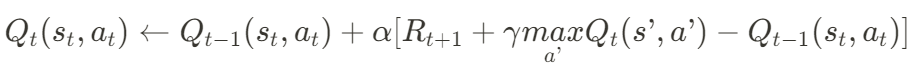 Q_t(s_t, a_t) ← Q_{t−1}(s_t, a_t) + α[R_{t+1} + γ max_{a’} Q_t(s’, a’) − Q_{t−1}(s_t, a_t)]